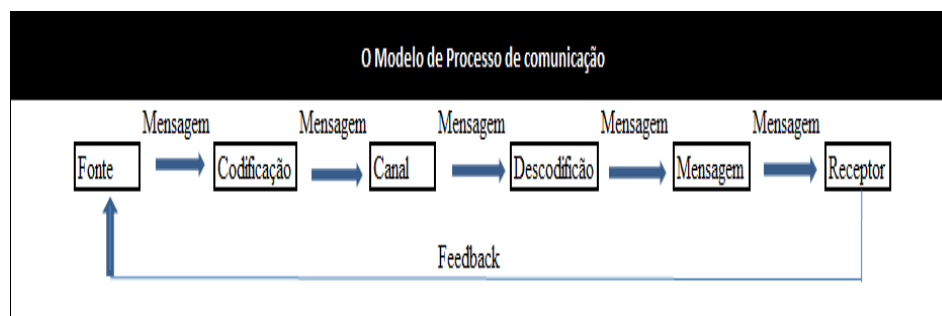 O Modelo de Processo de comunicação
Mensagem Mensagem Mensagem Mensagem Mensagem
Fonte Codificação Canal Descodificão Mensagem Receptor
Feedback